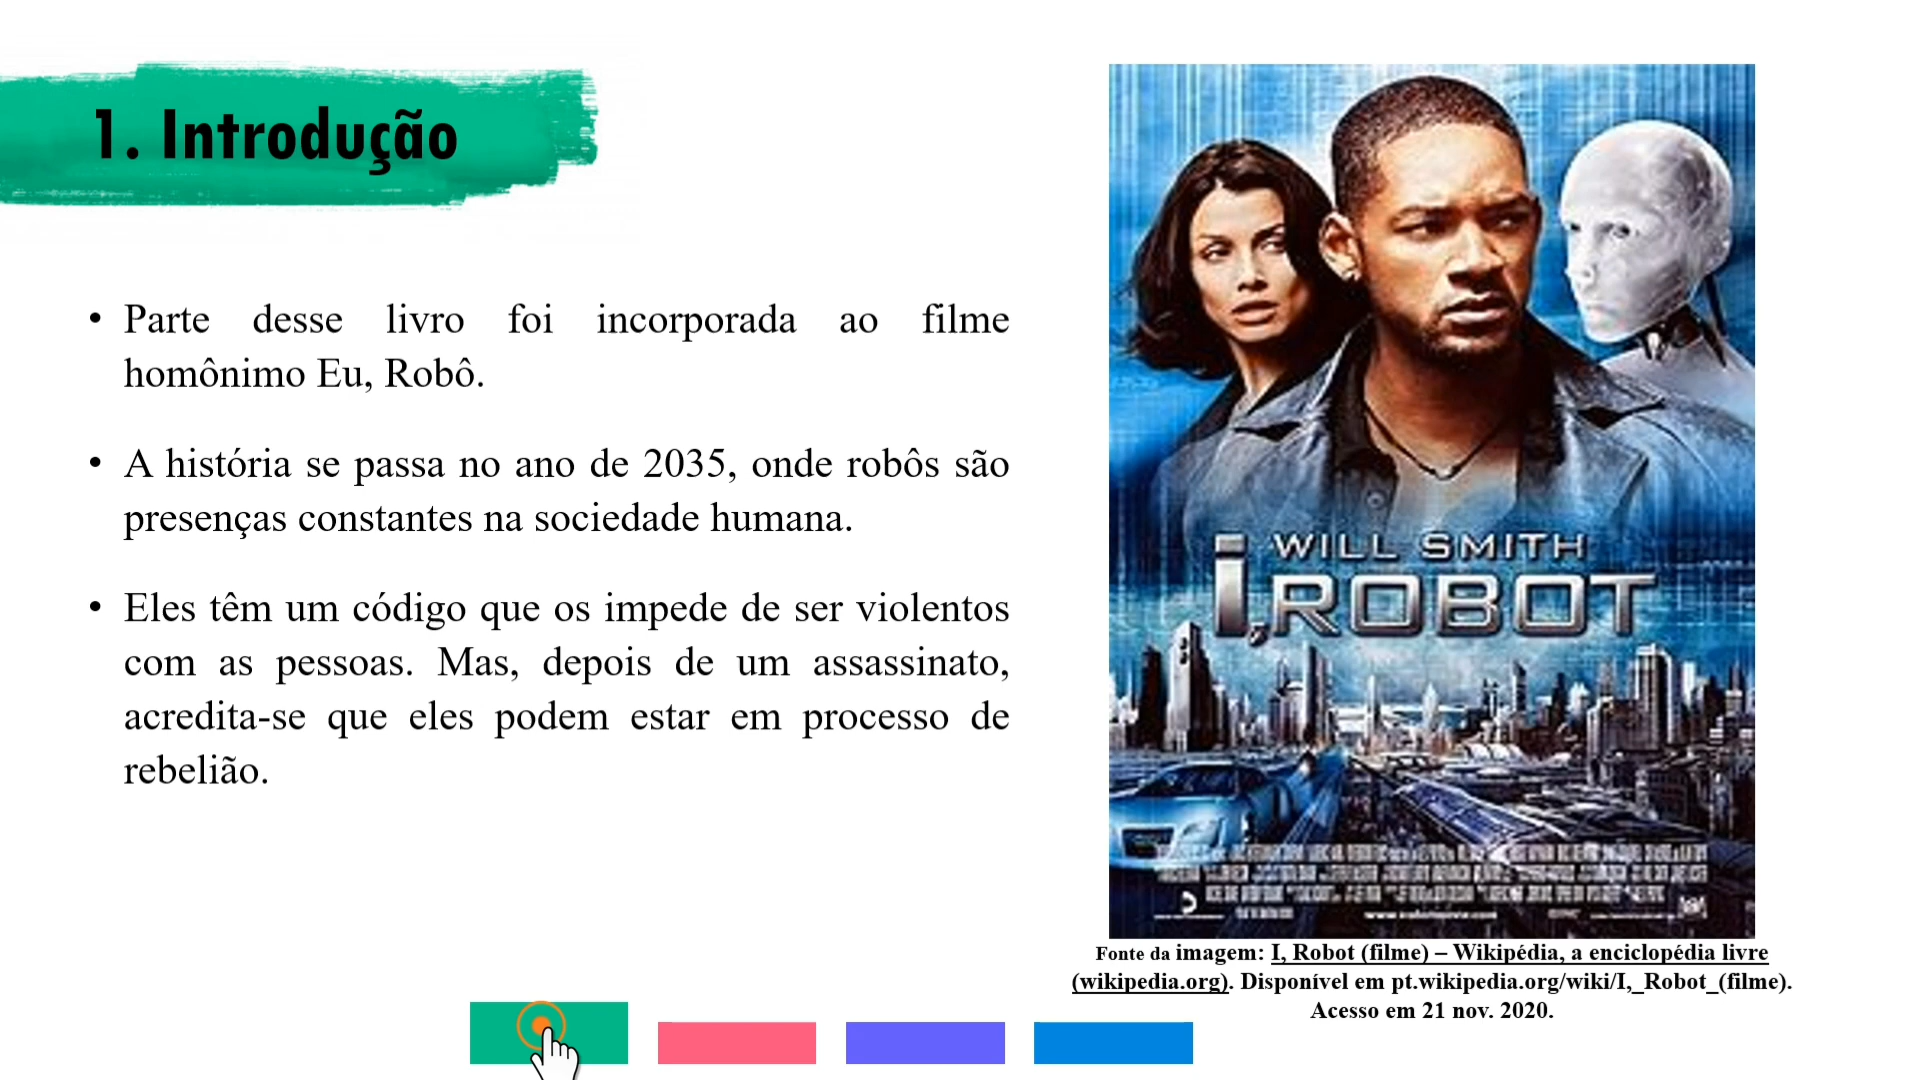 1. Introdução
• Parte desse livro foi incorporada ao filme
homônimo Eu, Robô.
• A história se passa no ano de 2035, onde robôs são
presenças constantes na sociedade humana.
• Eles têm um código que os impede de ser violentos
com as pessoas. Mas, depois de um assassinato,
acredita-se que eles podem estar em processo de
rebelião.
WILL SMITH
I, ROBOT
Fonte da imagem: I, Robot (filme) – Wikipédia, a enciclopédia livre
(wikipedia.org). Disponível em pt.wikipedia.org/wiki/I,_Robot_(filme).
Acesso em 21 nov. 2020.